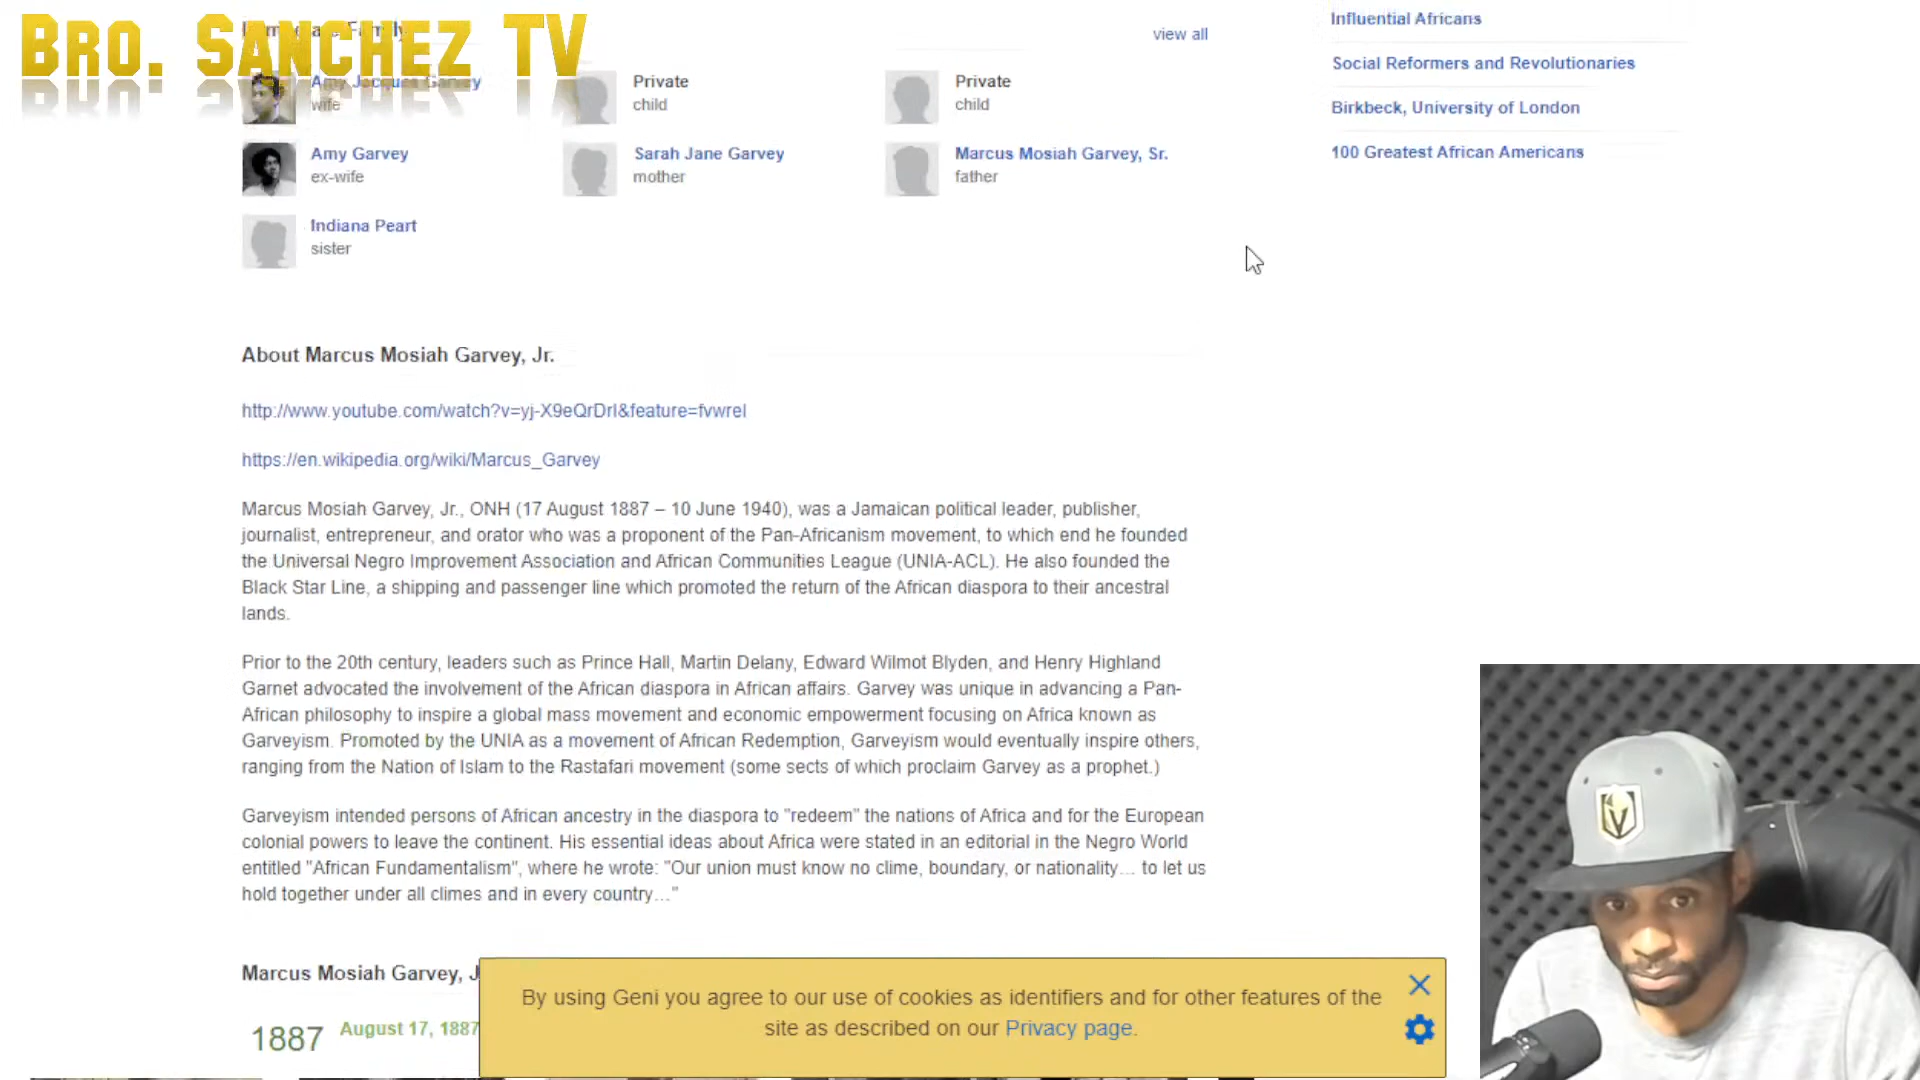 BRO. SANCHEZ TV
view all
Amy Jacques Garvey
wife
Private
child
Private
child
Amy Garvey
ex-wife
Sarah Jane Garvey
mother
Marcus Mosiah Garvey, Sr.
father
Indiana Peart
sister
Influential Africans
Social Reformers and Revolutionaries
Birkbeck, University of London
100 Greatest African Americans
About Marcus Mosiah Garvey, Jr.
http://www.youtube.com/watch?v=yj-X9eQrDrI&feature=fvwrel
https://en.wikipedia.org/wiki/Marcus_Garvey
Marcus Mosiah Garvey, Jr., ONH (17 August 1887 – 10 June 1940), was a Jamaican political leader, publisher,
journalist, entrepreneur, and orator who was a proponent of the Pan-Africanism movement, to which end he founded
the Universal Negro Improvement Association and African Communities League (UNIA-ACL). He also founded the
Black Star Line, a shipping and passenger line which promoted the return of the African diaspora to their ancestral
lands.
Prior to the 20th century, leaders such as Prince Hall, Martin Delany, Edward Wilmot Blyden, and Henry Highland
Garnet advocated the involvement of the African diaspora in African affairs. Garvey was unique in advancing a Pan-
African philosophy to inspire a global mass movement and economic empowerment focusing on Africa known as
Garveyism. Promoted by the UNIA as a movement of African Redemption, Garveyism would eventually inspire others,
ranging from the Nation of Islam to the Rastafari movement (some sects of which proclaim Garvey as a prophet.)
Garveyism intended persons of African ancestry in the diaspora to "redeem" the nations of Africa and for the European
colonial powers to leave the continent. His essential ideas about Africa were stated in an editorial in the Negro World
entitled "African Fundamentalism", where he wrote: "Our union must know no clime, boundary, or nationality… to let us
hold together under all climes and in every country…"
Marcus Mosiah Garvey, J
1887
August 17, 1887
By using Geni you agree to our use of cookies as identifiers and for other features of the
site as described on our Privacy page.